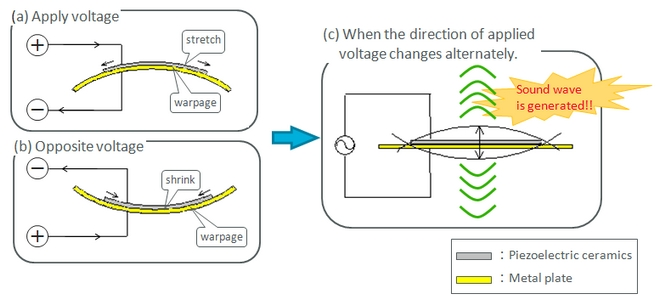 (a) Apply voltage
+
stretch
−
warpage
(b) Opposite voltage
−
shrink
+
warpage
(c) When the direction of applied
voltage changes alternately.
Sound wave
is generated!!
: Piezoelectric ceramics
: Metal plate